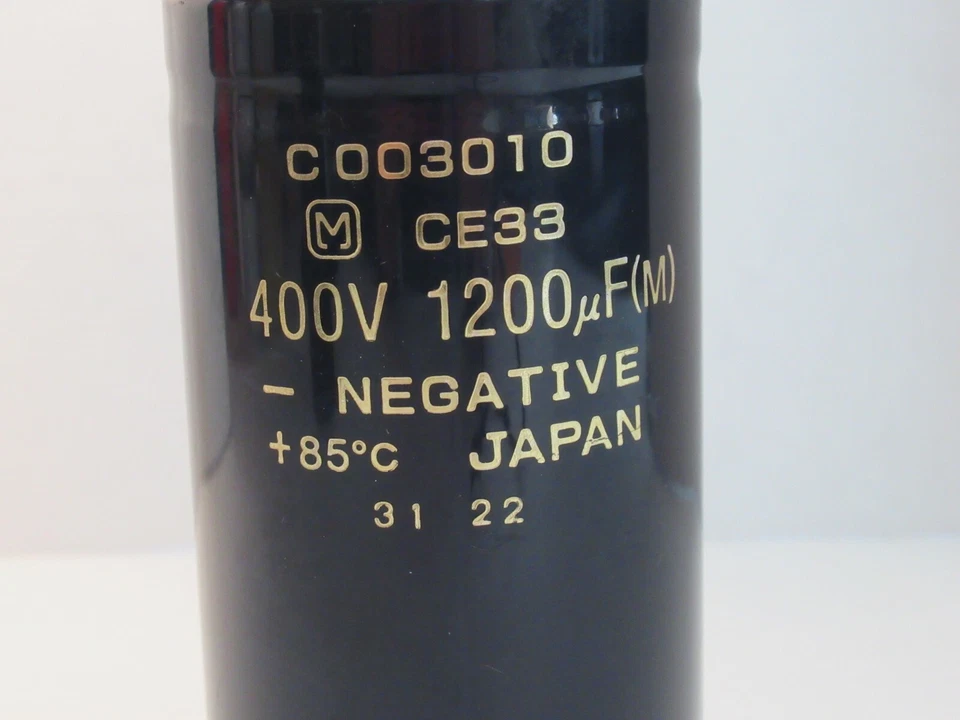 C003010
M CE33
400V 1200µF(M)
- NEGATIVE
+85°C JAPAN
31 22